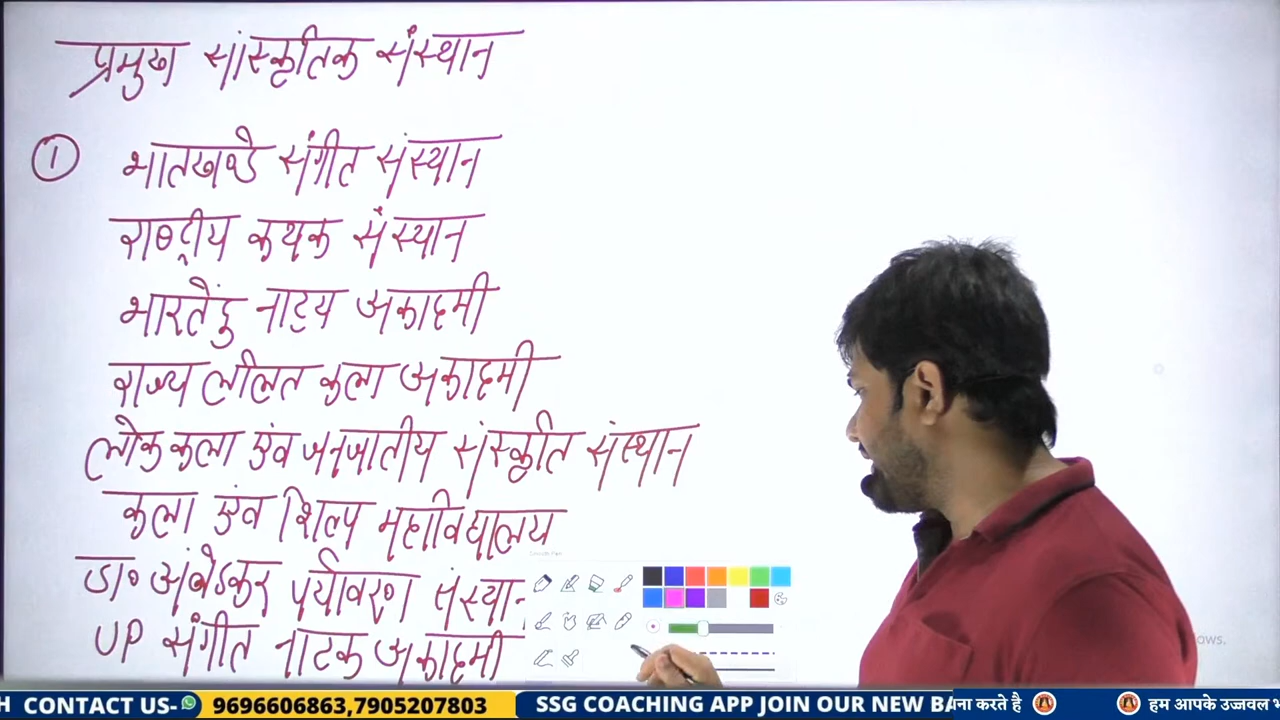 प्रमुख सांस्कृतिक संस्थान
① भातखण्डे संगीत संस्थान
राष्ट्रीय कथक संस्थान
भारतेंदु नाट्य अकादमी
राज्य ललित कला अकादमी
लोक कला एंव जनजातीय संस्कृति संस्थान
कला एंव शिल्प महाविद्यालय
डा० अंबेडकर पर्यावरण संस्थान
UP संगीत नाटक अकादमी
aws.
H CONTACT US- 9696606863,7905207803 SSG COACHING APP JOIN OUR NEW BA ना करते है हम आपके उज्जवल भ